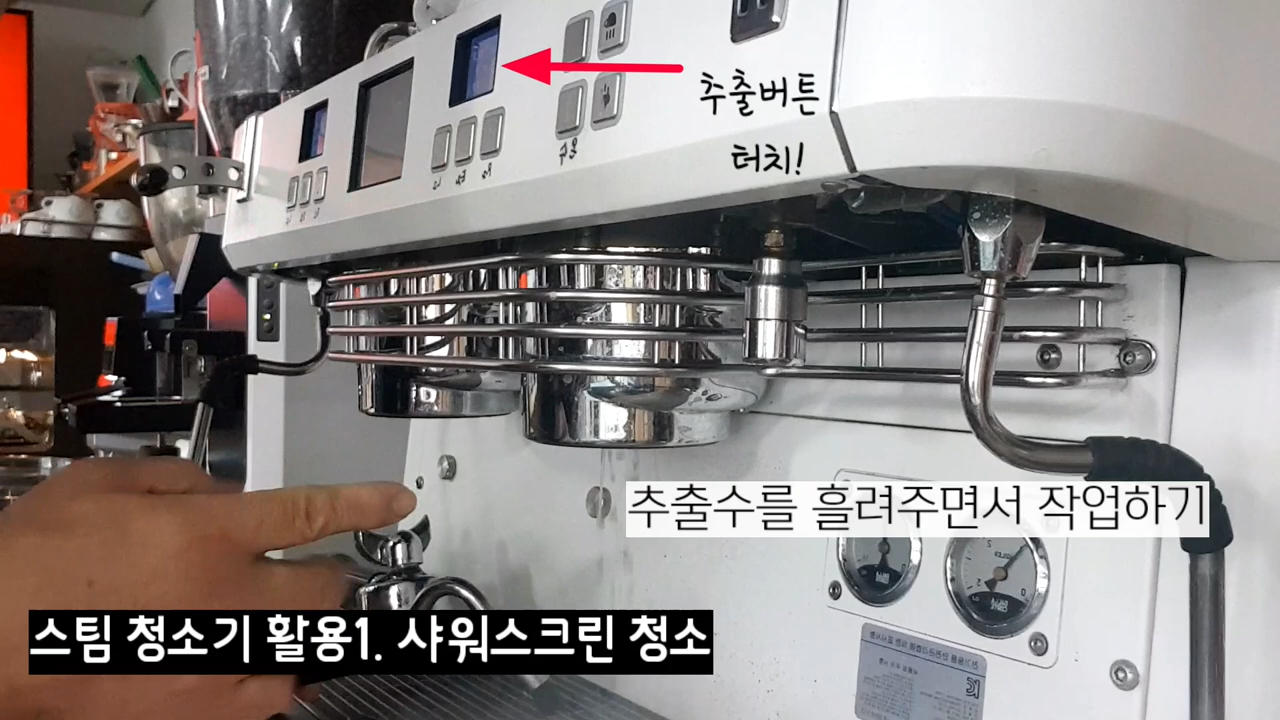 추출버튼
터치!
추출수를 흘려주면서 작업하기
스팀 청소기 활용1. 샤워스크린 청소